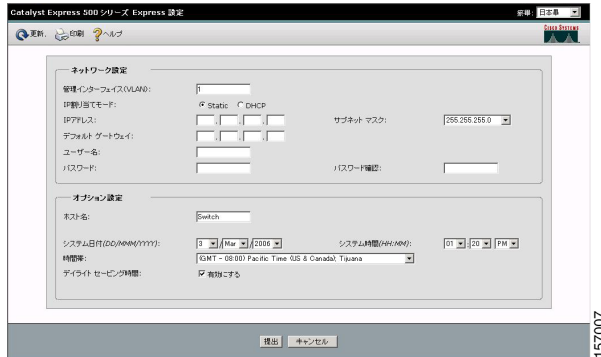 Catalyst Express 500 シリーズ Express 設定
言語: 日本語
更新. 印刷 ヘルプ
CISCO SYSTEMS
ネットワーク設定
管理インターフェイス(VLAN): 1
IP割り当てモード: Static DHCP
IPアドレス: . . . サブネット マスク: 255.255.255.0
デフォルト ゲートウェイ: . . .
ユーザー名:
パスワード: パスワード確認:
オプション設定
ホスト名: Switch
システム日付(DD/MMM/YYYY): 3 / Mar / 2006 システム時間(HH:MM): 01 : 20 PM
時間帯: (GMT - 08:00) Pacific Time (US & Canada); Tijuana
デイライト セービング時間: 有効にする
提出 キャンセル
157007